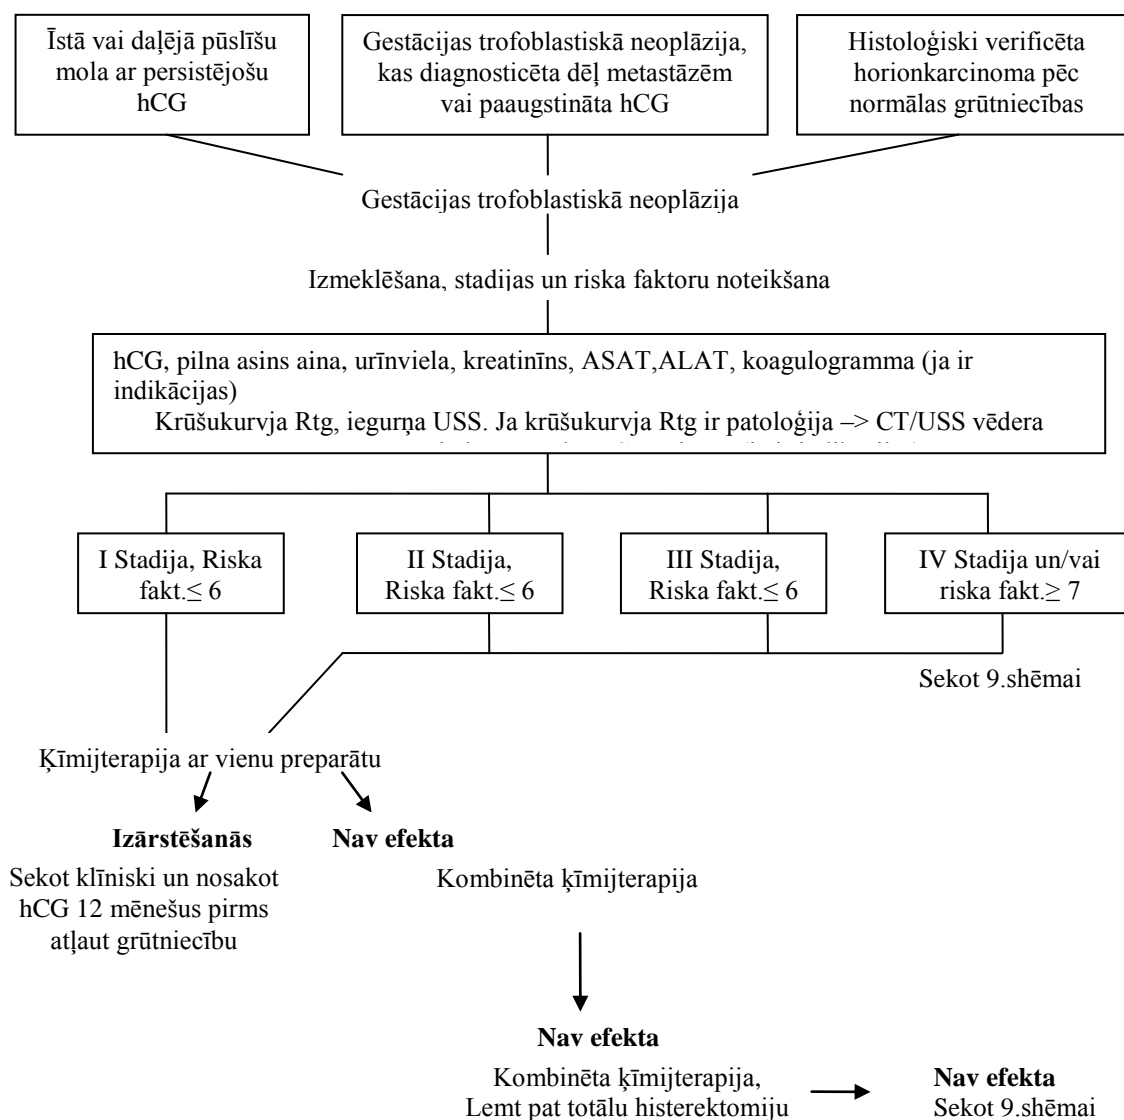 Īstā vai daļējā pūslīšu
mola ar persistējošu
hCG
Gestācijas trofoblastiskā neoplāzija,
kas diagnosticēta dēļ metastāzēm
vai paaugstināta hCG
Histoloģiski verificēta
horionkarcinoma pēc
normālas grūtniecības
Gestācijas trofoblastiskā neoplāzija
Izmeklēšana, stadijas un riska faktoru noteikšana
hCG, pilna asins aina, urīnviela, kreatinīns, ASAT,ALAT, koagulogramma (ja ir
indikācijas)
Krūšukurvja Rtg, iegurņa USS. Ja krūšukurvja Rtg ir patoloģija –> CT/USS vēdera
I Stadija, Riska
fakt.≤ 6
II Stadija,
Riska fakt.≤ 6
III Stadija,
Riska fakt.≤ 6
IV Stadija un/vai
riska fakt.≥ 7
Sekot 9.shēmai
Ķīmijterapija ar vienu preparātu
Izārstēšanās
Nav efekta
Sekot klīniski un nosakot
hCG 12 mēnešus pirms
atļaut grūtniecību
Kombinēta ķīmijterapija
Nav efekta
Kombinēta ķīmijterapija,
Lemt pat totālu histerektomiju
Nav efekta
Sekot 9.shēmai